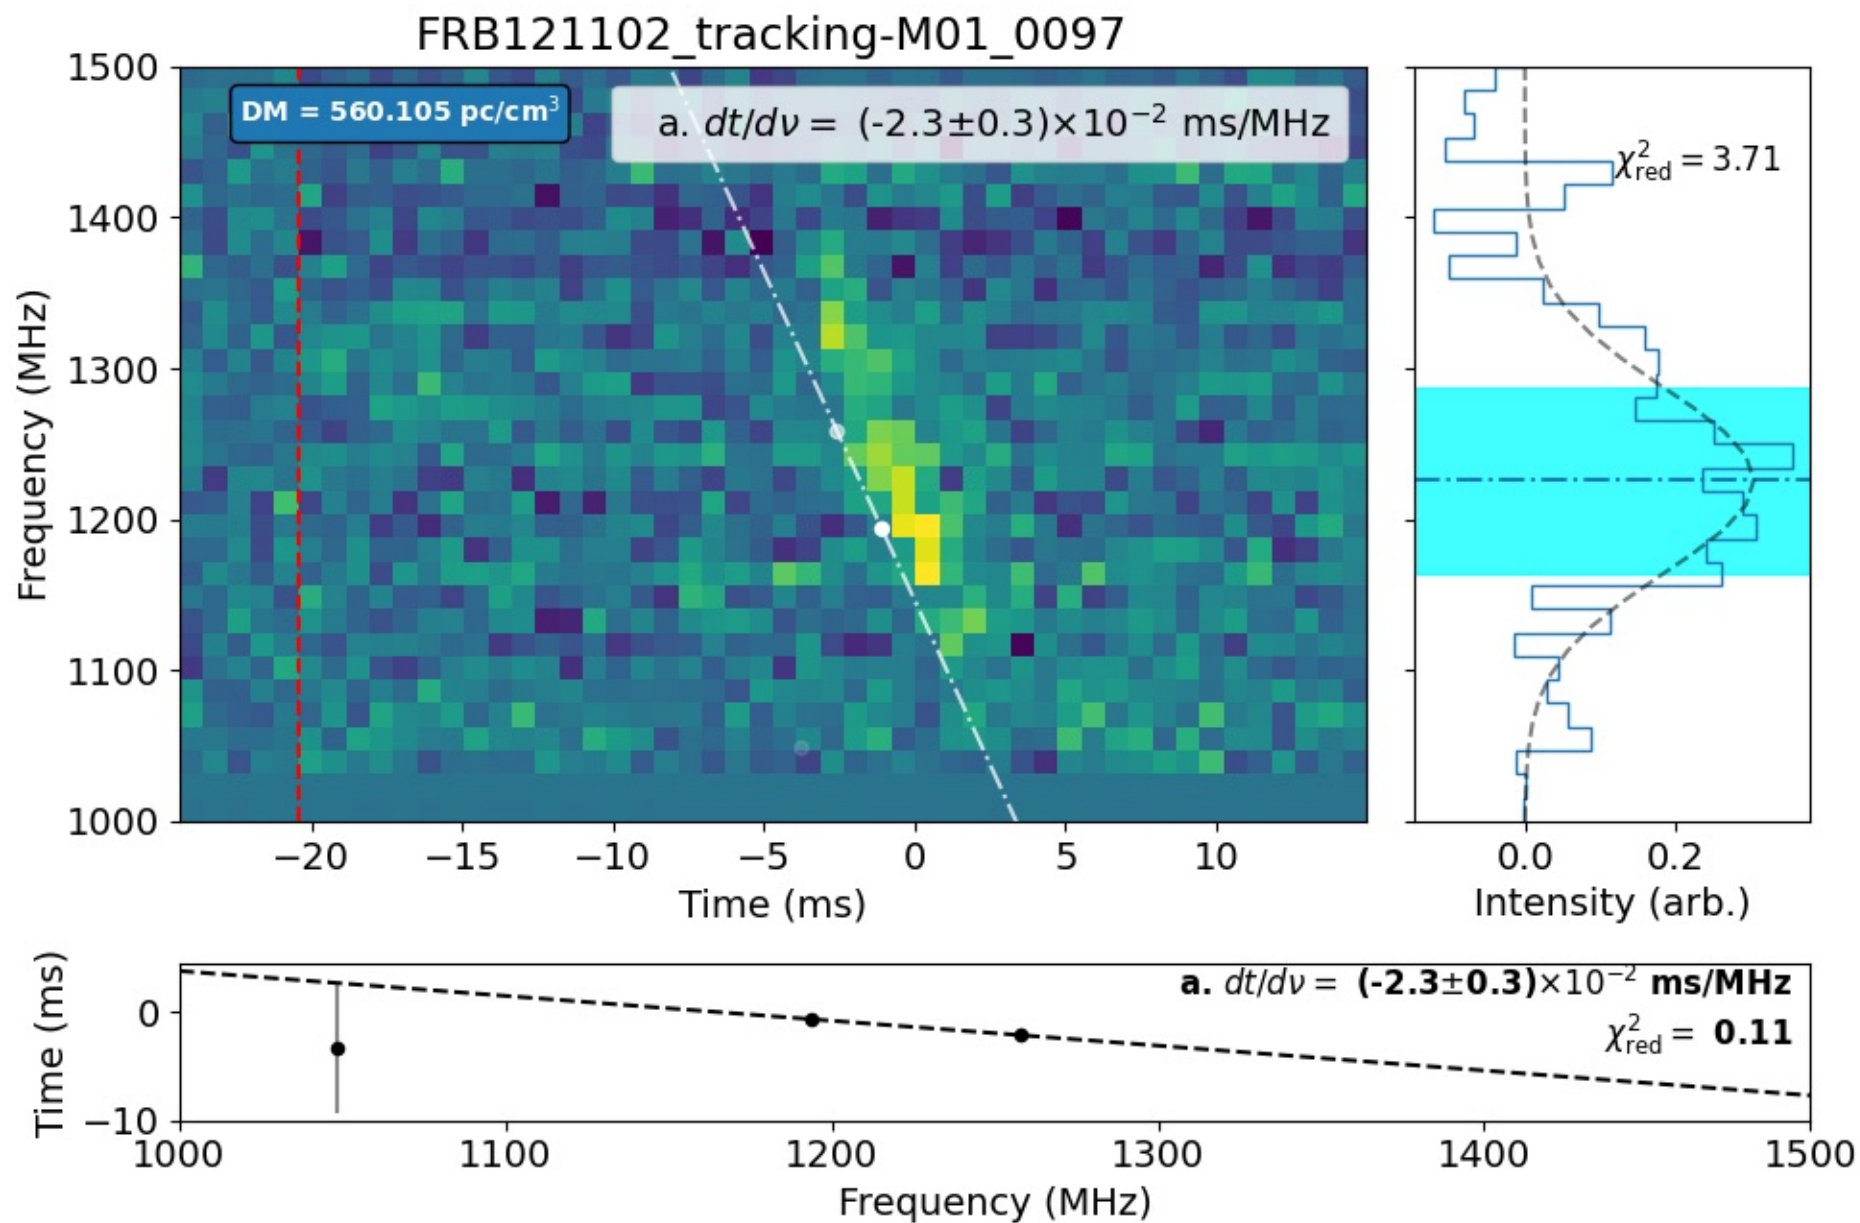 FRB121102_tracking-M01_0097
1500
1400
1300
1200
1100
1000
Frequency (MHz)
DM = 560.105 pc/cm³
a. dt/dν = (-2.3±0.3)×10⁻² ms/MHz
−20 −15 −10 −5 0 5 10
Time (ms)
χ²red = 3.71
0.0 0.2
Intensity (arb.)
Time (ms)
0
−10
a. dt/dν = (-2.3±0.3)×10⁻² ms/MHz
χ²red = 0.11
1000 1100 1200 1300 1400 1500
Frequency (MHz)